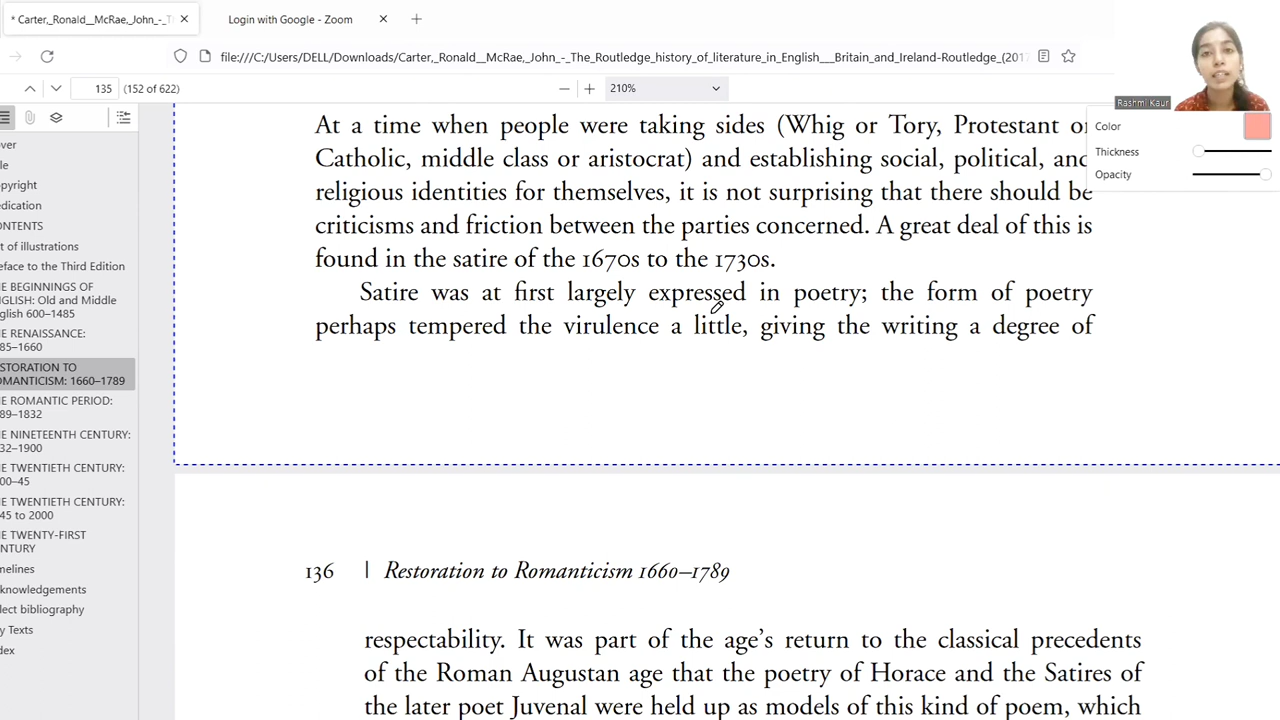 * Carter,_Ronald__McRae,_John_-_T
Login with Google - Zoom
file:///C:/Users/DELL/Downloads/Carter,_Ronald__McRae,_John_-_The_Routledge_history_of_literature_in_English___Britain_and_Ireland-Routledge_(201
135 (152 of 622)
210%
Rashmi Kaur
Color
Thickness
Opacity
ver
le
opyright
edication
ONTENTS
t of illustrations
eface to the Third Edition
E BEGINNINGS OF
NGLISH: Old and Middle
glish 600–1485
E RENAISSANCE:
85–1660
STORATION TO
OMANTICISM: 1660–1789
E ROMANTIC PERIOD:
89–1832
E NINETEENTH CENTURY:
32–1900
E TWENTIETH CENTURY:
00–45
E TWENTIETH CENTURY:
45 to 2000
E TWENTY-FIRST
NTURY
melines
knowledgements
lect bibliography
y Texts
dex
At a time when people were taking sides (Whig or Tory, Protestant or
Catholic, middle class or aristocrat) and establishing social, political, and
religious identities for themselves, it is not surprising that there should be
criticisms and friction between the parties concerned. A great deal of this is
found in the satire of the 1670s to the 1730s.
Satire was at first largely expressed in poetry; the form of poetry
perhaps tempered the virulence a little, giving the writing a degree of
136 | Restoration to Romanticism 1660–1789
respectability. It was part of the age's return to the classical precedents
of the Roman Augustan age that the poetry of Horace and the Satires of
the later poet Juvenal were held up as models of this kind of poem, which